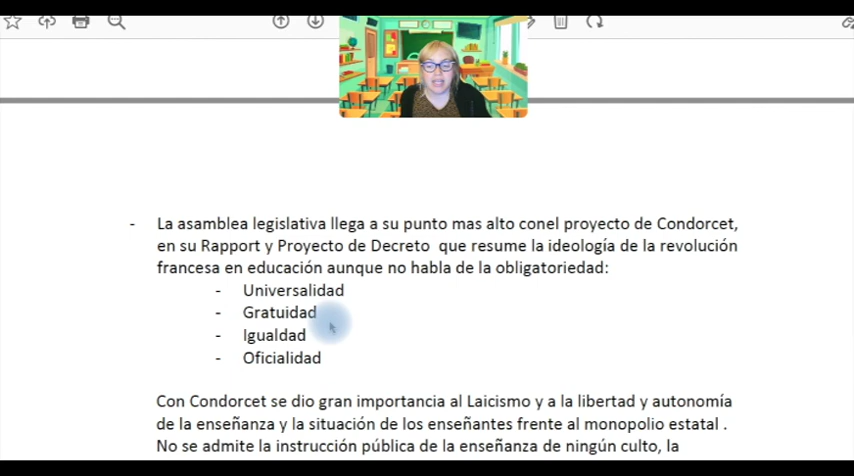 - La asamblea legislativa llega a su punto mas alto conel proyecto de Condorcet,
en su Rapport y Proyecto de Decreto que resume la ideología de la revolución
francesa en educación aunque no habla de la obligatoriedad:
- Universalidad
- Gratuidad
- Igualdad
- Oficialidad
Con Condorcet se dio gran importancia al Laicismo y a la libertad y autonomía
de la enseñanza y la situación de los enseñantes frente al monopolio estatal .
No se admite la instrucción pública de la enseñanza de ningún culto, la